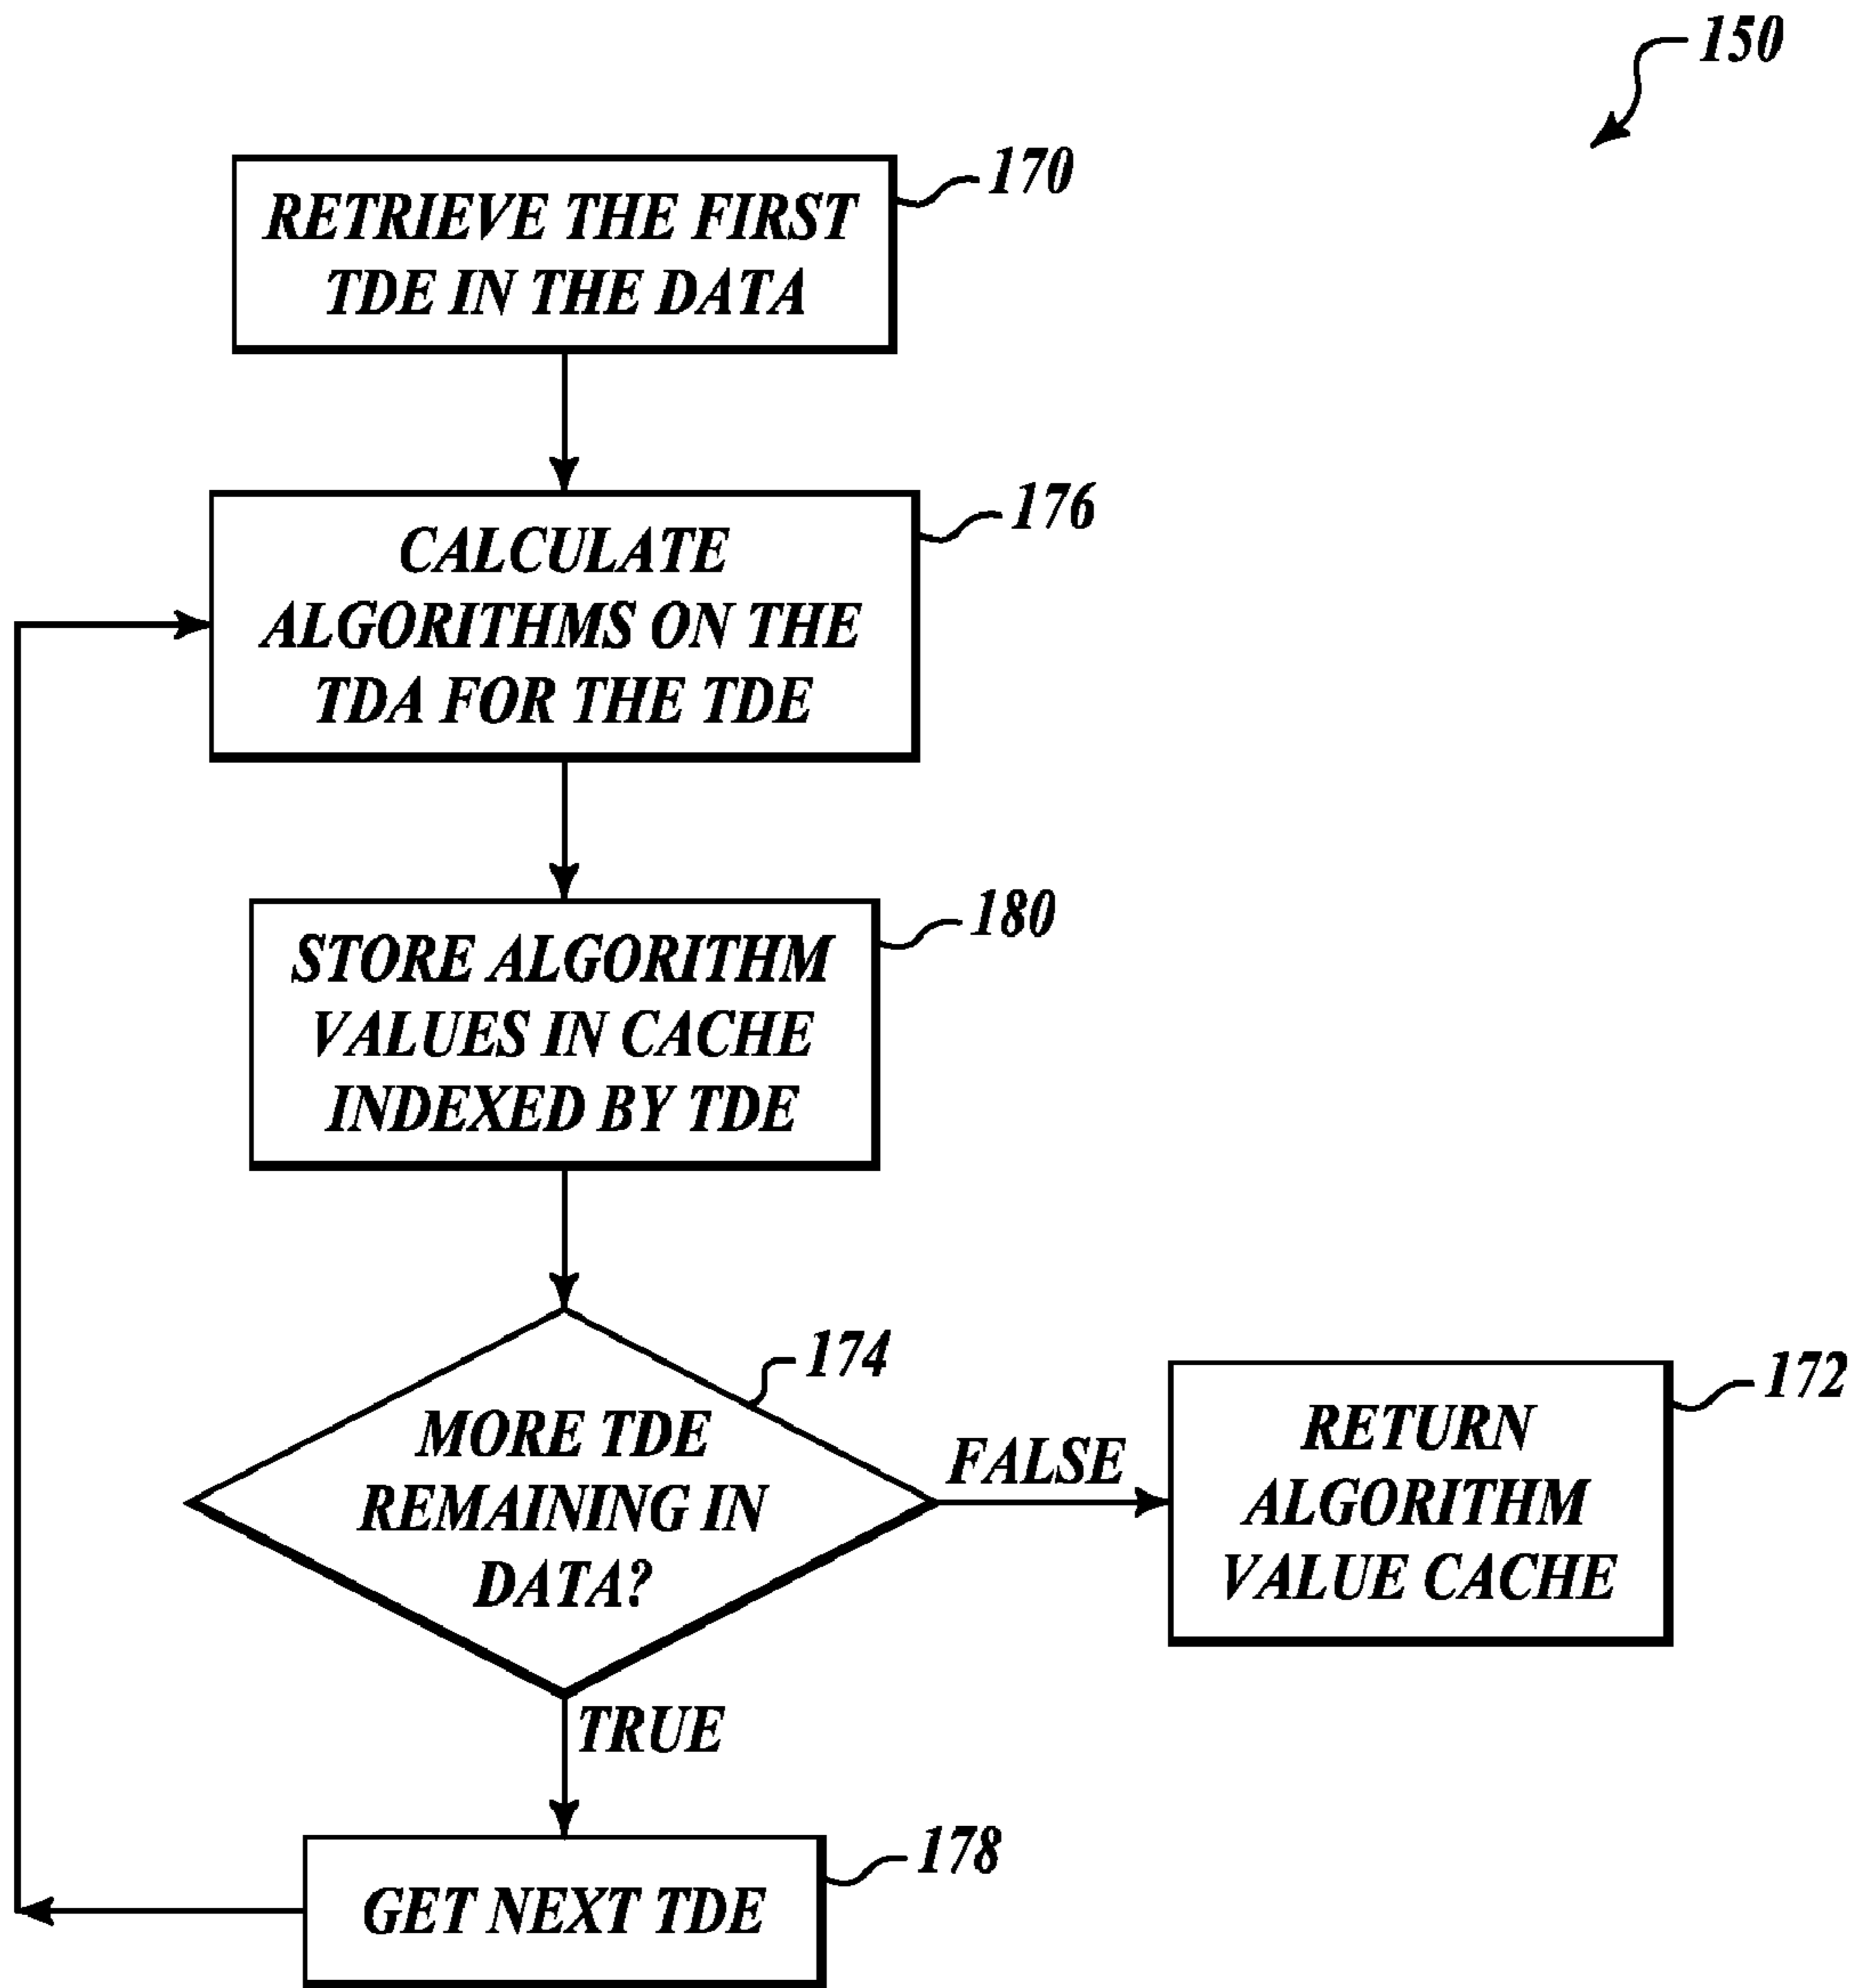 150
170
RETRIEVE THE FIRST
TDE IN THE DATA
176
CALCULATE
ALGORITHMS ON THE
TDA FOR THE TDE
180
STORE ALGORITHM
VALUES IN CACHE
INDEXED BY TDE
174
MORE TDE
REMAINING IN
DATA?
FALSE
172
RETURN
ALGORITHM
VALUE CACHE
TRUE
178
GET NEXT TDE